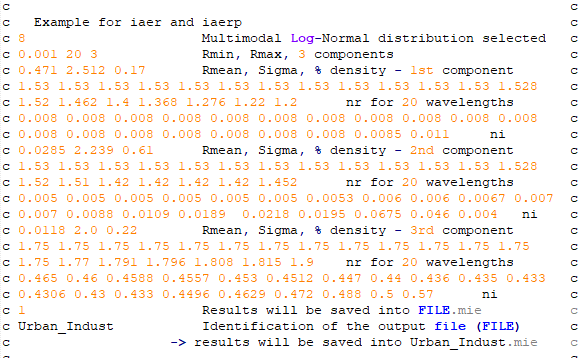 c c
c Example for iaer and iaerp c
c 8 Multimodal Log-Normal distribution selected c
c 0.001 20 3 Rmin, Rmax, 3 components c
c 0.471 2.512 0.17 Rmean, Sigma, % density - 1st component c
c 1.53 1.53 1.53 1.53 1.53 1.53 1.53 1.53 1.53 1.53 1.53 1.53 1.528 c
c 1.52 1.462 1.4 1.368 1.276 1.22 1.2 nr for 20 wavelengths c
c 0.008 0.008 0.008 0.008 0.008 0.008 0.008 0.008 0.008 0.008 0.008 c
c 0.008 0.008 0.008 0.008 0.008 0.008 0.008 0.0085 0.011 ni c
c 0.0285 2.239 0.61 Rmean, Sigma, % density - 2nd component c
c 1.53 1.53 1.53 1.53 1.53 1.53 1.53 1.53 1.53 1.53 1.53 1.53 1.528 c
c 1.52 1.51 1.42 1.42 1.42 1.42 1.452 nr for 20 wavelengths c
c 0.005 0.005 0.005 0.005 0.005 0.005 0.0053 0.006 0.006 0.0067 0.007 c
c 0.007 0.0088 0.0109 0.0189 0.0218 0.0195 0.0675 0.046 0.004 ni c
c 0.0118 2.0 0.22 Rmean, Sigma, % density - 3rd component c
c 1.75 1.75 1.75 1.75 1.75 1.75 1.75 1.75 1.75 1.75 1.75 1.75 1.75 c
c 1.75 1.77 1.791 1.796 1.808 1.815 1.9 nr for 20 wavelengths c
c 0.465 0.46 0.4588 0.4557 0.453 0.4512 0.447 0.44 0.436 0.435 0.433 c
c 0.4306 0.43 0.433 0.4496 0.4629 0.472 0.488 0.5 0.57 ni c
c 1 Results will be saved into FILE.mie c
c Urban_Indust Identification of the output file (FILE) c
c -> results will be saved into Urban_Indust.mie c
c c